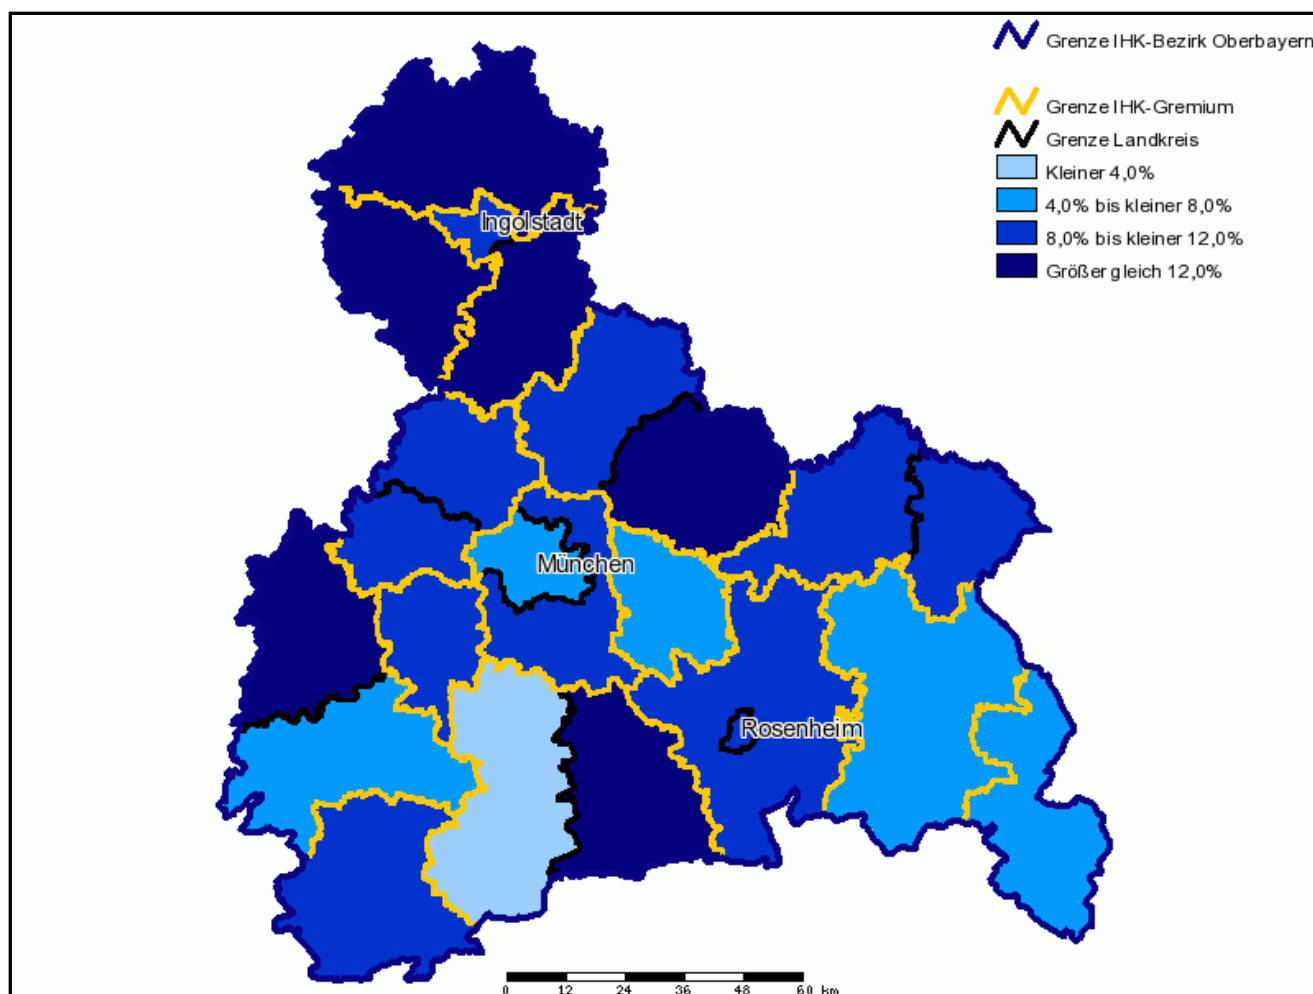 Grenze IHK-Bezirk Oberbayern
Grenze IHK-Gremium
Grenze Landkreis
Kleiner 4,0%
4,0% bis kleiner 8,0%
8,0% bis kleiner 12,0%
Größer gleich 12,0%
Ingolstadt
München
Rosenheim
0 12 24 36 48 60 km